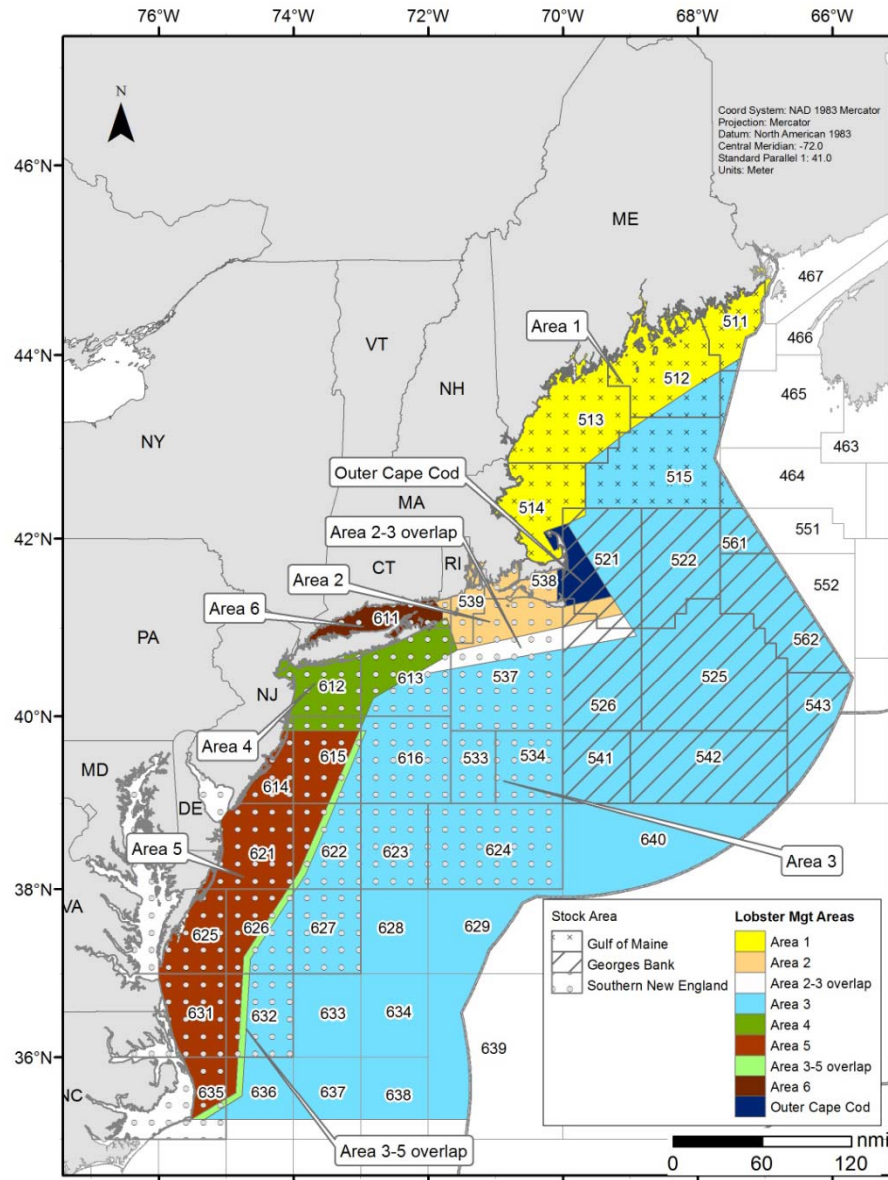 76°W 74°W 72°W 70°W 68°W 66°W
N
Coord System: NAD 1983 Mercator
Projection: Mercator
Datum: North American 1983
Central Meridian: -72.0
Standard Parallel 1: 41.0
Units: Meter
46°N
ME
467
511
Area 1
466
44°N
VT
512
465
NH
513
463
NY
Outer Cape Cod
515
464
MA
514
Area 2-3 overlap
551
42°N
CT
RI
538
521
522
561
552
Area 2
539
Area 6
611
562
PA
NJ
612
613
537
526
525
543
40°N
Area 4
615
616
533
534
541
542
MD
614
DE
Area 5
621
622
623
624
640
Area 3
38°N
VA
625
626
627
628
629
631
632
633
634
639
36°N
NC
635
636
637
638
Area 3-5 overlap
Stock Area
Gulf of Maine
Georges Bank
Southern New England
Lobster Mgt Areas
Area 1
Area 2
Area 2-3 overlap
Area 3
Area 4
Area 5
Area 3-5 overlap
Area 6
Outer Cape Cod
nmi
0 60 120